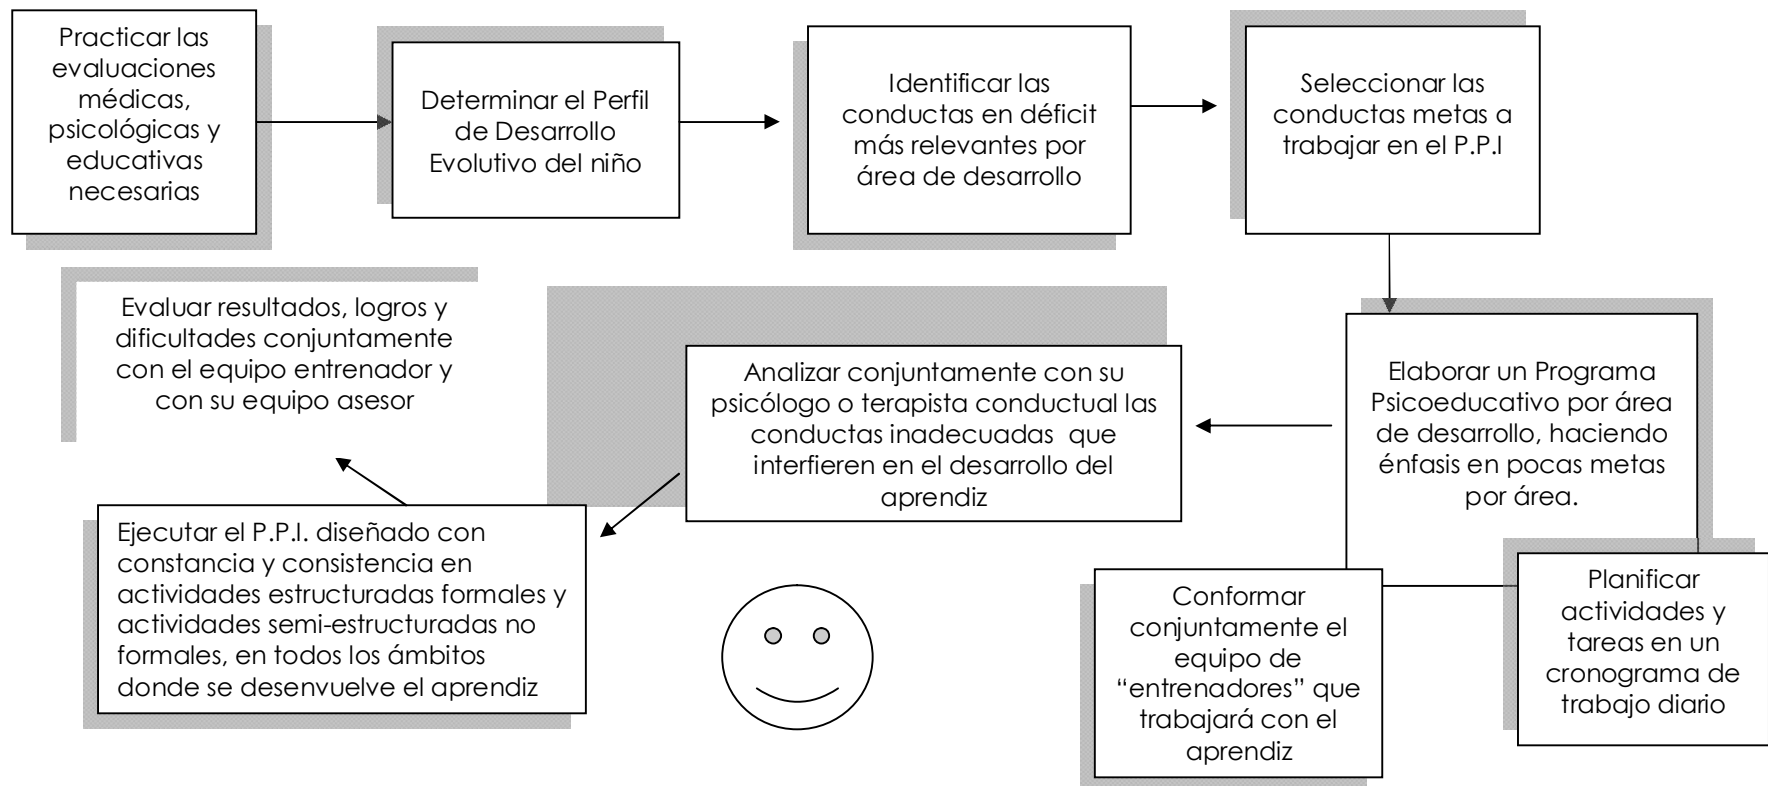 Practicar las
evaluaciones
médicas,
psicológicas y
educativas
necesarias
Determinar el Perfil
de Desarrollo
Evolutivo del niño
Identificar las
conductas en déficit
más relevantes por
área de desarrollo
Seleccionar las
conductas metas a
trabajar en el P.P.I
Elaborar un Programa
Psicoeducativo por área
de desarrollo, haciendo
énfasis en pocas metas
por área.
Planificar
actividades y
tareas en un
cronograma de
trabajo diario
Conformar
conjuntamente el
equipo de
“entrenadores” que
trabajará con el
aprendiz
Analizar conjuntamente con su
psicólogo o terapista conductual las
conductas inadecuadas que
interfieren en el desarrollo del
aprendiz
Ejecutar el P.P.I. diseñado con
constancia y consistencia en
actividades estructuradas formales y
actividades semi-estructuradas no
formales, en todos los ámbitos
donde se desenvuelve el aprendiz
Evaluar resultados, logros y
dificultades conjuntamente
con el equipo entrenador y
con su equipo asesor